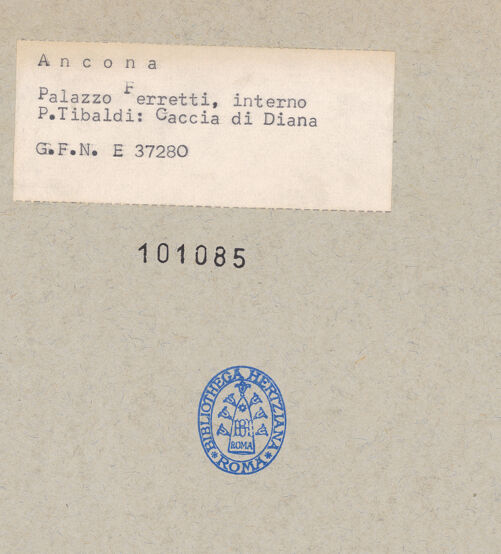 Ancona
Palazzo Ferretti, interno
P.Tibaldi: Caccia di Diana
G.F.N. E 37280
101085
BIBLIOTHECA HERTZIANA
ROMA
* ROMA *